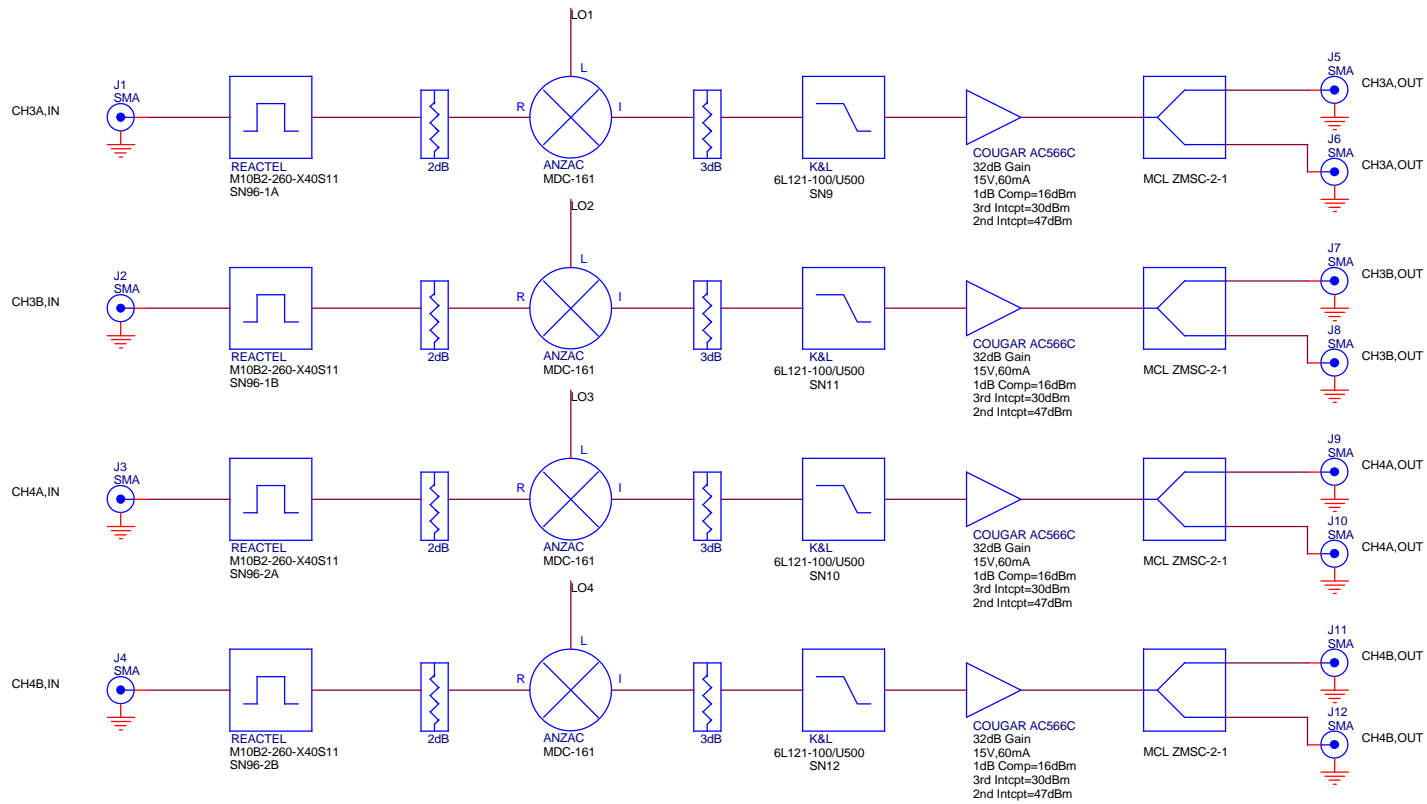 LO1
CH3A,IN
J1
SMA
REACTEL
M10B2-260-X40S11
SN96-1A
2dB
R
L
I
ANZAC
MDC-161
3dB
K&L
6L121-100/U500
SN9
COUGAR AC566C
32dB Gain
15V,60mA
1dB Comp=16dBm
3rd Intcpt=30dBm
2nd Intcpt=47dBm
MCL ZMSC-2-1
J5
SMA
CH3A,OUT
J6
SMA
CH3A,OUT
LO2
CH3B,IN
J2
SMA
REACTEL
M10B2-260-X40S11
SN96-1B
2dB
R
L
I
ANZAC
MDC-161
3dB
K&L
6L121-100/U500
SN11
COUGAR AC566C
32dB Gain
15V,60mA
1dB Comp=16dBm
3rd Intcpt=30dBm
2nd Intcpt=47dBm
MCL ZMSC-2-1
J7
SMA
CH3B,OUT
J8
SMA
CH3B,OUT
LO3
CH4A,IN
J3
SMA
REACTEL
M10B2-260-X40S11
SN96-2A
2dB
R
L
I
ANZAC
MDC-161
3dB
K&L
6L121-100/U500
SN10
COUGAR AC566C
32dB Gain
15V,60mA
1dB Comp=16dBm
3rd Intcpt=30dBm
2nd Intcpt=47dBm
MCL ZMSC-2-1
J9
SMA
CH4A,OUT
J10
SMA
CH4A,OUT
LO4
CH4B,IN
J4
SMA
REACTEL
M10B2-260-X40S11
SN96-2B
2dB
R
L
I
ANZAC
MDC-161
3dB
K&L
6L121-100/U500
SN12
COUGAR AC566C
32dB Gain
15V,60mA
1dB Comp=16dBm
3rd Intcpt=30dBm
2nd Intcpt=47dBm
MCL ZMSC-2-1
J11
SMA
CH4B,OUT
J12
SMA
CH4B,OUT